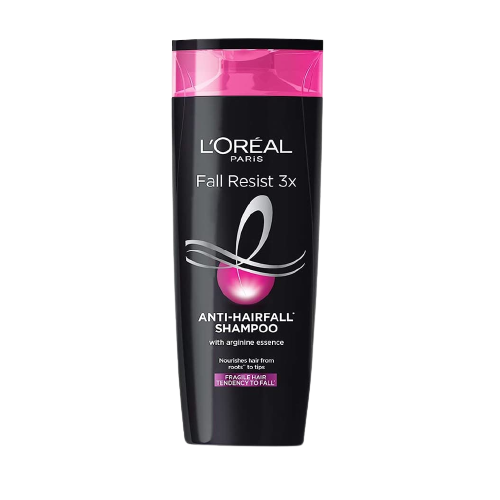 L'ORÉAL
PARIS
Fall Resist 3x
ANTI-HAIRFALL*
SHAMPOO
with arginine essence
Nourishes hair from
roots~ to tips
FRAGILE HAIR
TENDENCY TO FALL*